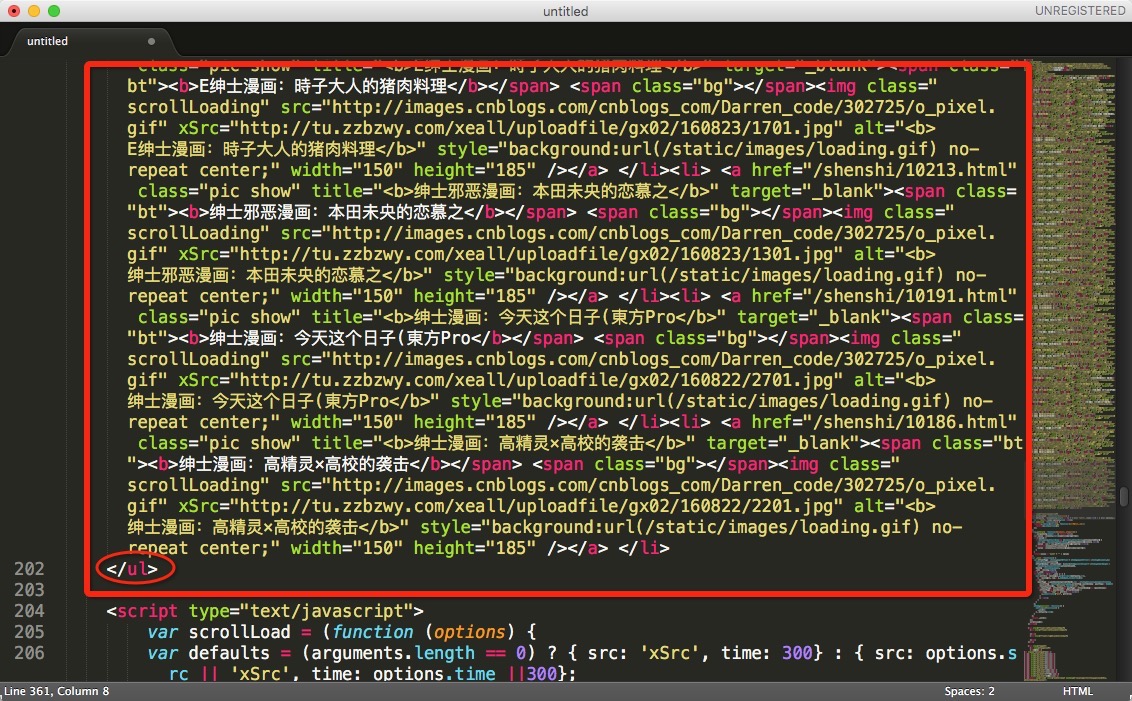 untitled
UNREGISTERED
untitled
bt"><b>E绅士漫画：時子大人的猪肉料理</b></span> <span class="bg"></span><img class="
scrollLoading" src="http://images.cnblogs.com/cnblogs_com/Darren_code/302725/o_pixel.
gif" xSrc="http://tu.zzbzwy.com/xeall/uploadfile/gx02/160823/1701.jpg" alt="<b>
E绅士漫画：時子大人的猪肉料理</b>" style="background:url(/static/images/loading.gif) no-
repeat center;" width="150" height="185" /></a> </li><li> <a href="/shenshi/10213.html"
class="pic show" title="<b>绅士邪恶漫画：本田未央的恋慕之</b>" target="_blank"><span class=
"bt"><b>绅士邪恶漫画：本田未央的恋慕之</b></span> <span class="bg"></span><img class="
scrollLoading" src="http://images.cnblogs.com/cnblogs_com/Darren_code/302725/o_pixel.
gif" xSrc="http://tu.zzbzwy.com/xeall/uploadfile/gx02/160823/1301.jpg" alt="<b>
绅士邪恶漫画：本田未央的恋慕之</b>" style="background:url(/static/images/loading.gif) no-
repeat center;" width="150" height="185" /></a> </li><li> <a href="/shenshi/10191.html"
class="pic show" title="<b>绅士漫画：今天这个日子(東方Pro</b>" target="_blank"><span class=
"bt"><b>绅士漫画：今天这个日子(東方Pro</b></span> <span class="bg"></span><img class="
scrollLoading" src="http://images.cnblogs.com/cnblogs_com/Darren_code/302725/o_pixel.
gif" xSrc="http://tu.zzbzwy.com/xeall/uploadfile/gx02/160822/2701.jpg" alt="<b>
绅士漫画：今天这个日子(東方Pro</b>" style="background:url(/static/images/loading.gif) no-
repeat center;" width="150" height="185" /></a> </li><li> <a href="/shenshi/10186.html"
class="pic show" title="<b>绅士漫画：高精灵×高校的袭击</b>" target="_blank"><span class="bt
"><b>绅士漫画：高精灵×高校的袭击</b></span> <span class="bg"></span><img class="
scrollLoading" src="http://images.cnblogs.com/cnblogs_com/Darren_code/302725/o_pixel.
gif" xSrc="http://tu.zzbzwy.com/xeall/uploadfile/gx02/160822/2201.jpg" alt="<b>
绅士漫画：高精灵×高校的袭击</b>" style="background:url(/static/images/loading.gif) no-
repeat center;" width="150" height="185" /></a> </li>
202 </ul>
203
204 <script type="text/javascript">
205 var scrollLoad = (function (options) {
206 var defaults = (arguments.length == 0) ? { src: 'xSrc', time: 300} : { src: options.s
rc || 'xSrc', time: options.time ||300};
Line 361, Column 8
Spaces: 2
HTML